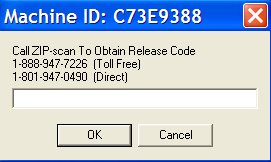 Machine ID: C73E9388
Call ZIP-scan To Obtain Release Code
1-888-947-7226 (Toll Free)
1-801-947-0490 (Direct)
OK
Cancel